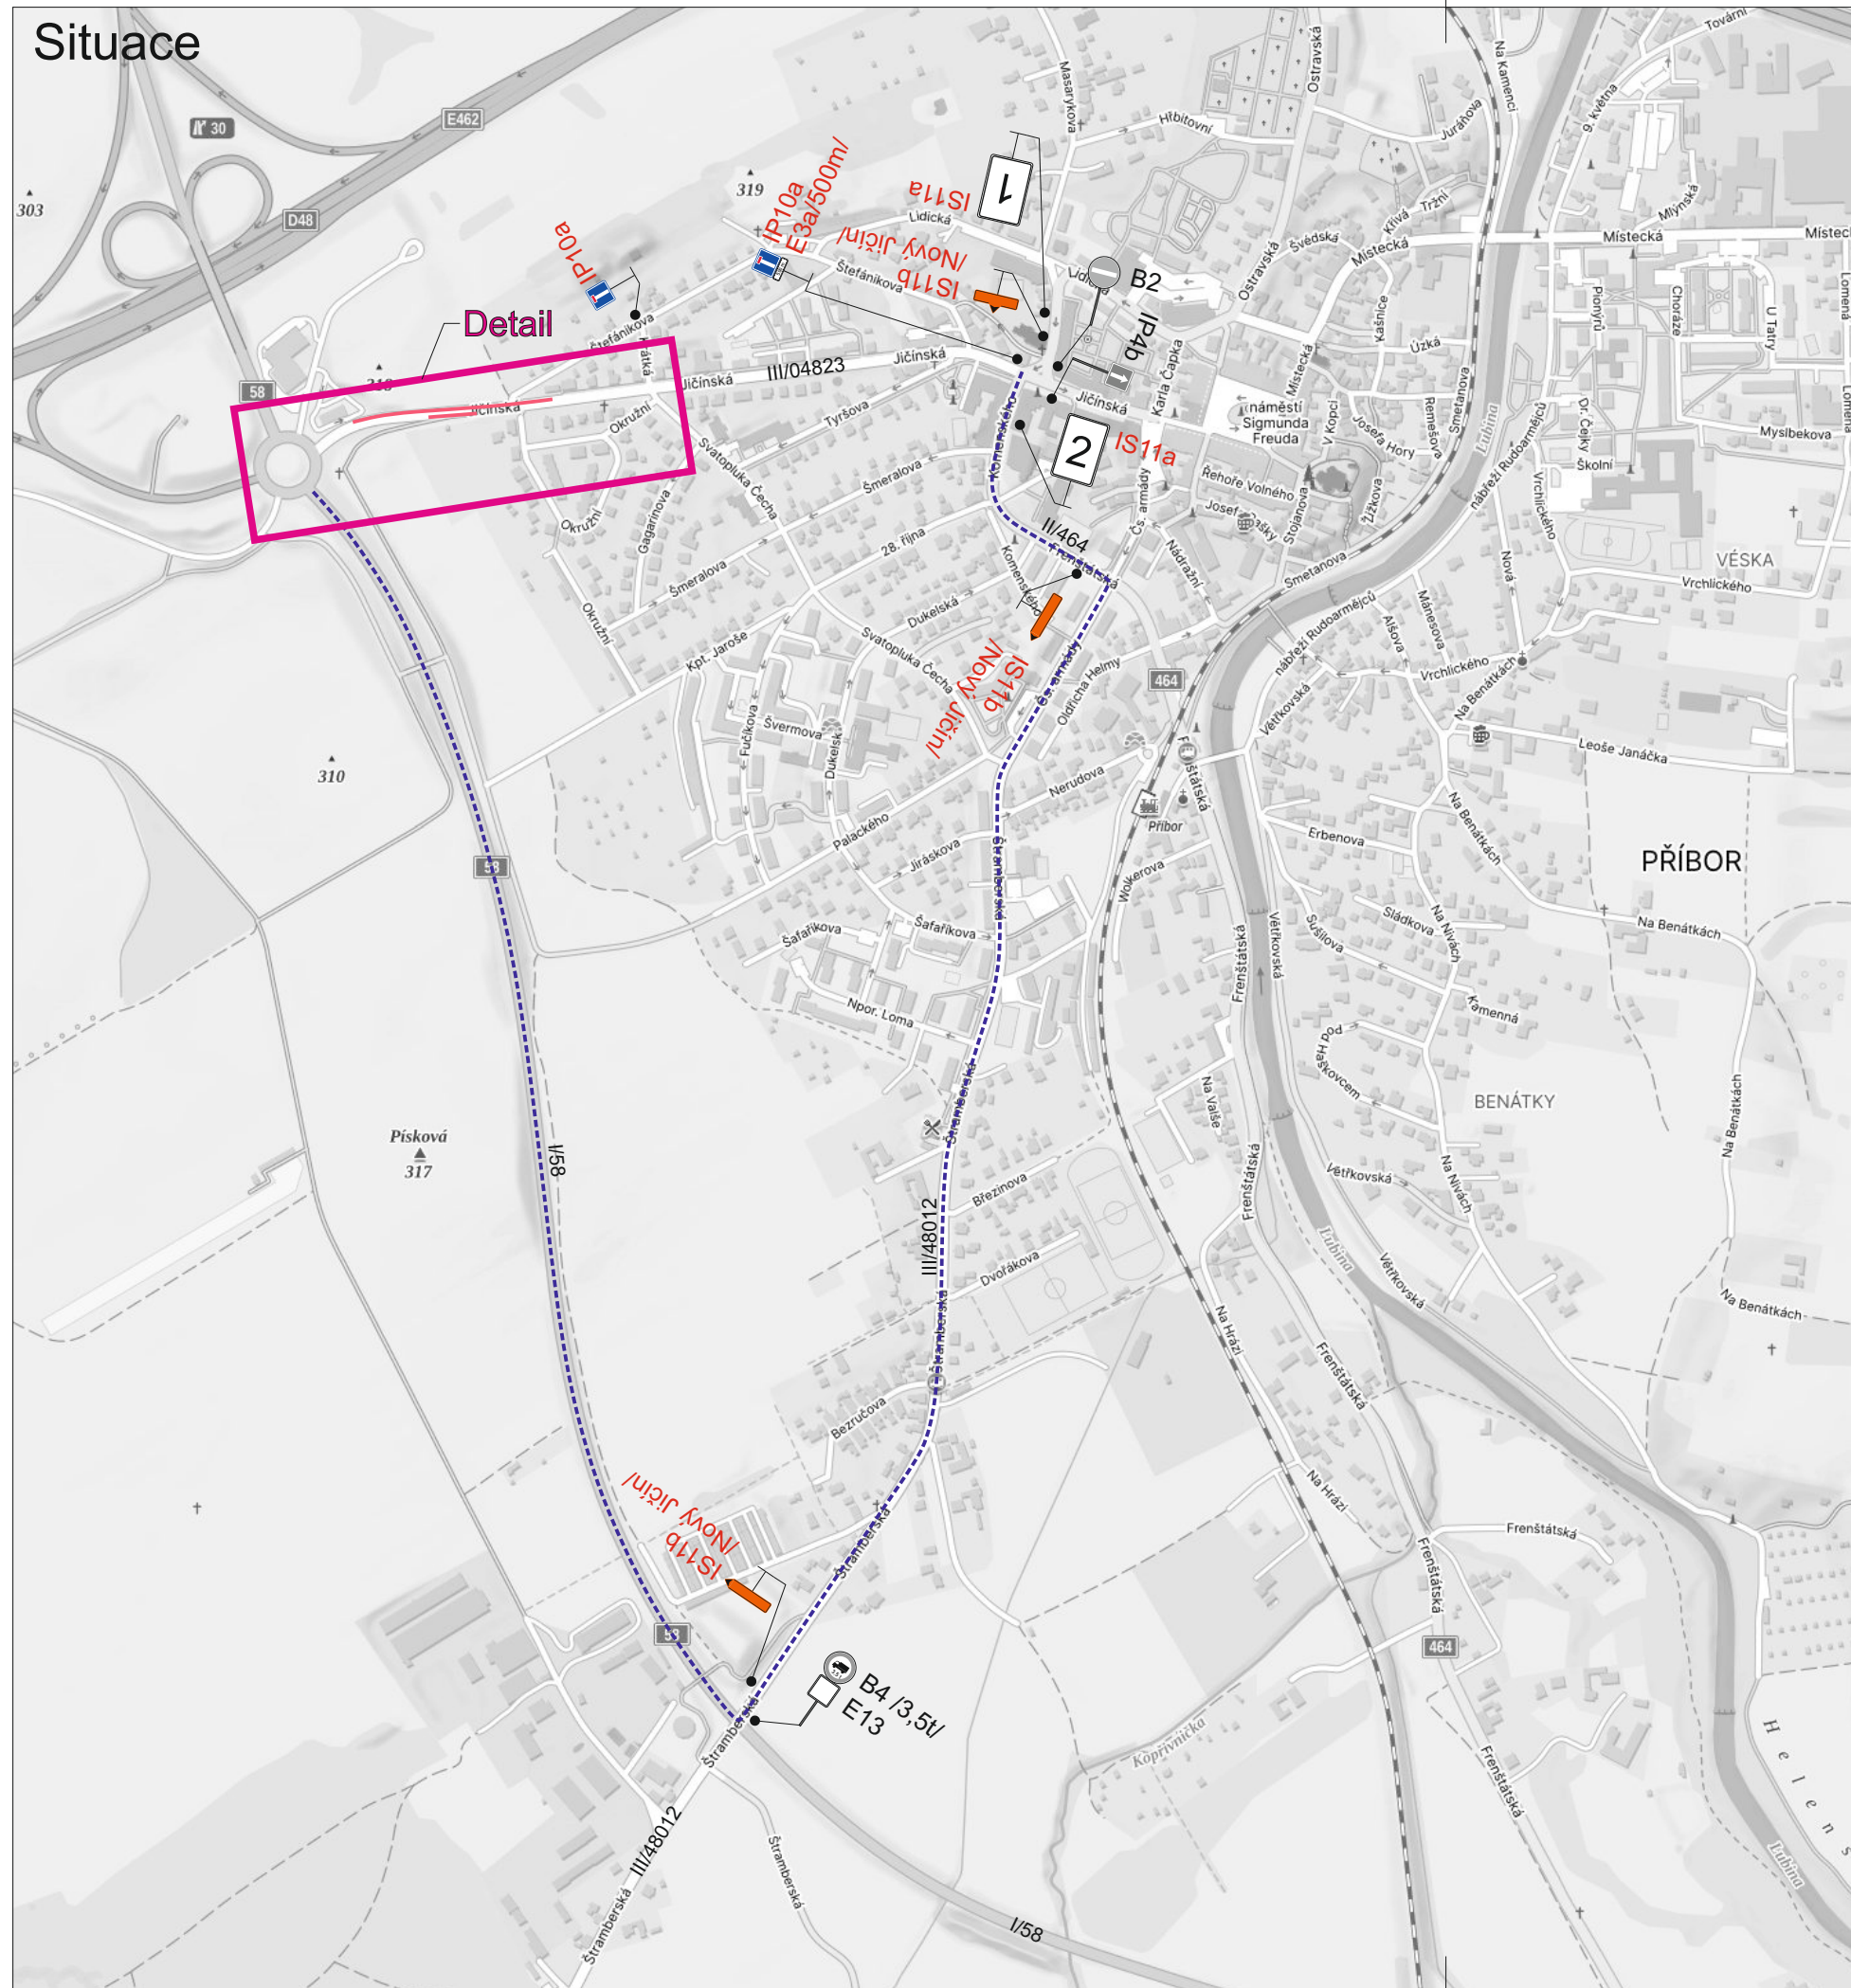 Situace
Tovární
Na Kamenci
Ostravská
Masarykova
9. května
E462
30
Hřbitovní
Juráňova
303
319
IP10a
E3a/500m/
IS11a
1
Lidická
Křivá
Tržní
Mlýnská
D48
IP10a
IS11b
/Nový Jičín/
Štefánikova
Švédská
Místecká
Místecká
Ostravská
B2
IP4b
Detail
Štefánikova
Krátká
Kašnice
Pionýrů
Choráze
U Tatry
Lomená
Úzká
58
Jičínská
Jičínská
III/04823
Jičínská
Jičínská
Karla Čapka
náměstí
Sigmunda
Freuda
Místecká
V Kopci
Josefa Hory
Remešova
Smetanova
Lubina
Dr. Čejky
Myslbekova
Lomená
Okružní
Tyršova
Komenského
2
IS11a
Svatopluka Čecha
Šmeralova
Řehoře Volného
Čs. armády
Stojanova
Žižkova
nábřeží Rudoarmějců
Školní
Vrchlického
Okružní
Gagarinova
28. října
II/464
Frenštátská
Nádražní
Smetanova
Nová
VÉSKA
Vrchlického
Šmeralova
Komenského
Okružní
Dukelská
nábřeží Rudoarmějců
Mánesova
Alšova
Kpt. Jaroše
Svatopluka Čecha
IS11b
/Nový Jičín/
Čs. armády
Oldřicha Helmy
464
Vrchlického
Na Benátkách
Větřkovská
Fučíkova
Švermova
Leoše Janáčka
310
Nerudova
Příbor
Na Benátkách
Erbenova
PŘÍBOR
58
Palackého
Jiráskova
Štramberská
Wolkerova
Šafaříkova
Šafaříkova
Frenštátská
Větřkovská
Sušilova
Sládkova
Na Nivách
Na Benátkách
Npor. Loma
Kamenná
Pod Haškovcem
Na Valše
BENÁTKY
Štramberská
Na Benátkách
Písková
317
I/58
Březinova
Frenštátská
Větřkovská
Na Nivách
III/48012
Dvořákova
Lubina
Větřkovská
Štramberská
Na Hrázi
Na Benátkách
Frenštátská
Bezručova
IS11b
/Nový Jičín/
Na Hrázi
Štramberská
Frenštátská
Frenštátská
58
464
B4 /3,5t/
E13
Štramberská
Kopřivnička
Helens
Frenštátská
III/48012
Štramberská
Štramberská
I/58
Lubina